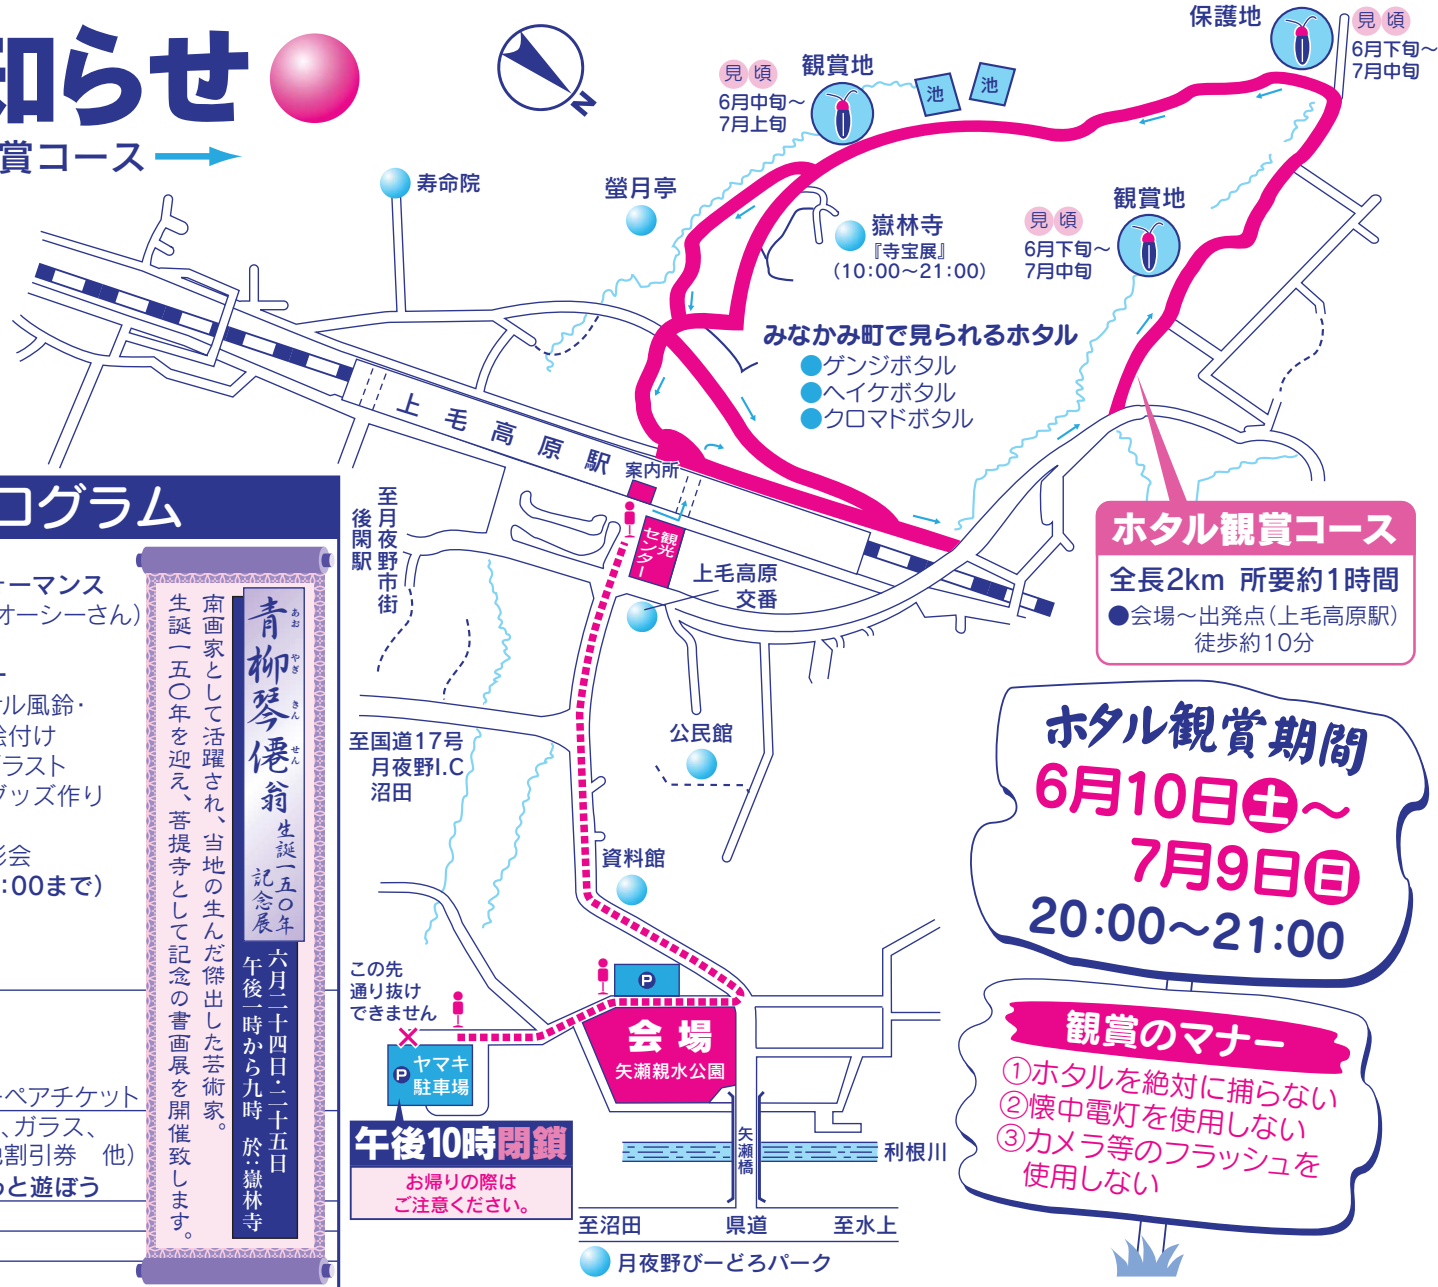 知らせ
賞コース
N
保護地
見頃
6月下旬～
7月中旬
観賞地
見頃
6月中旬～
7月上旬
池
池
寿命院
螢月亭
嶽林寺
『寺宝展』
(10:00～21:00)
観賞地
見頃
6月下旬～
7月中旬
みなかみ町で見られるホタル
●ゲンジボタル
●ヘイケボタル
●クロマドボタル
上毛高原駅
案内所
観光
センター
上毛高原
交番
至月夜野市街
後閑駅
ホタル観賞コース
全長2km 所要約1時間
●会場～出発点(上毛高原駅)
徒歩約10分
ログラム
ォーマンス
オーシーさん)
ー
ル風鈴・
絵付け
ラスト
グッズ作り
影会
:00まで)
ペアチケット
、ガラス、
割引券 他)
っと遊ぼう
青柳琴僊翁 生誕一五〇年
記念展
あお やぎ きん せん
六月二十四日・二十五日
午後一時から九時 於:嶽林寺
南画家として活躍され、当地の生んだ傑出した芸術家。
生誕一五〇年を迎え、菩提寺として記念の書画展を開催致します。
至国道17号
月夜野I.C
沼田
公民館
資料館
この先
通り抜け
できません
P
P
ヤマキ
駐車場
午後10時閉鎖
お帰りの際は
ご注意ください。
会場
矢瀬親水公園
矢瀬橋
利根川
至沼田
県道
至水上
月夜野びーどろパーク
ホタル観賞期間
6月10日土～
7月9日日
20:00～21:00
観賞のマナー
①ホタルを絶対に捕らない
②懐中電灯を使用しない
③カメラ等のフラッシュを
使用しない